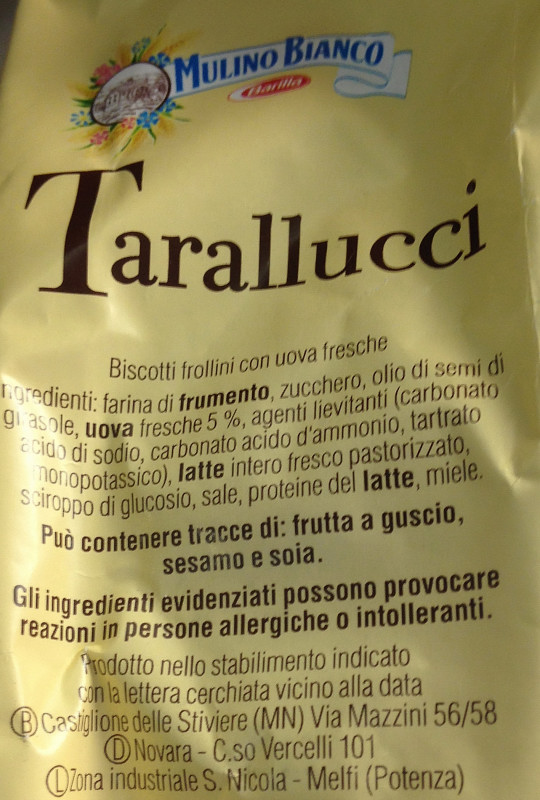 MULINO BIANCO
Barilla
Tarallucci
Biscotti frollini con uova fresche
Ingredienti: farina di frumento, zucchero, olio di semi di
girasole, uova fresche 5 %, agenti lievitanti (carbonato
acido di sodio, carbonato acido d'ammonio, tartrato
monopotassico), latte intero fresco pastorizzato,
sciroppo di glucosio, sale, proteine del latte, miele.
Può contenere tracce di: frutta a guscio,
sesamo e soia.
Gli ingredienti evidenziati possono provocare
reazioni in persone allergiche o intolleranti.
Prodotto nello stabilimento indicato
con la lettera cerchiata vicino alla data
Ⓑ Castiglione delle Stiviere (MN) Via Mazzini 56/58
Ⓓ Novara - C.so Vercelli 101
Ⓛ Zona industriale S. Nicola - Melfi (Potenza)